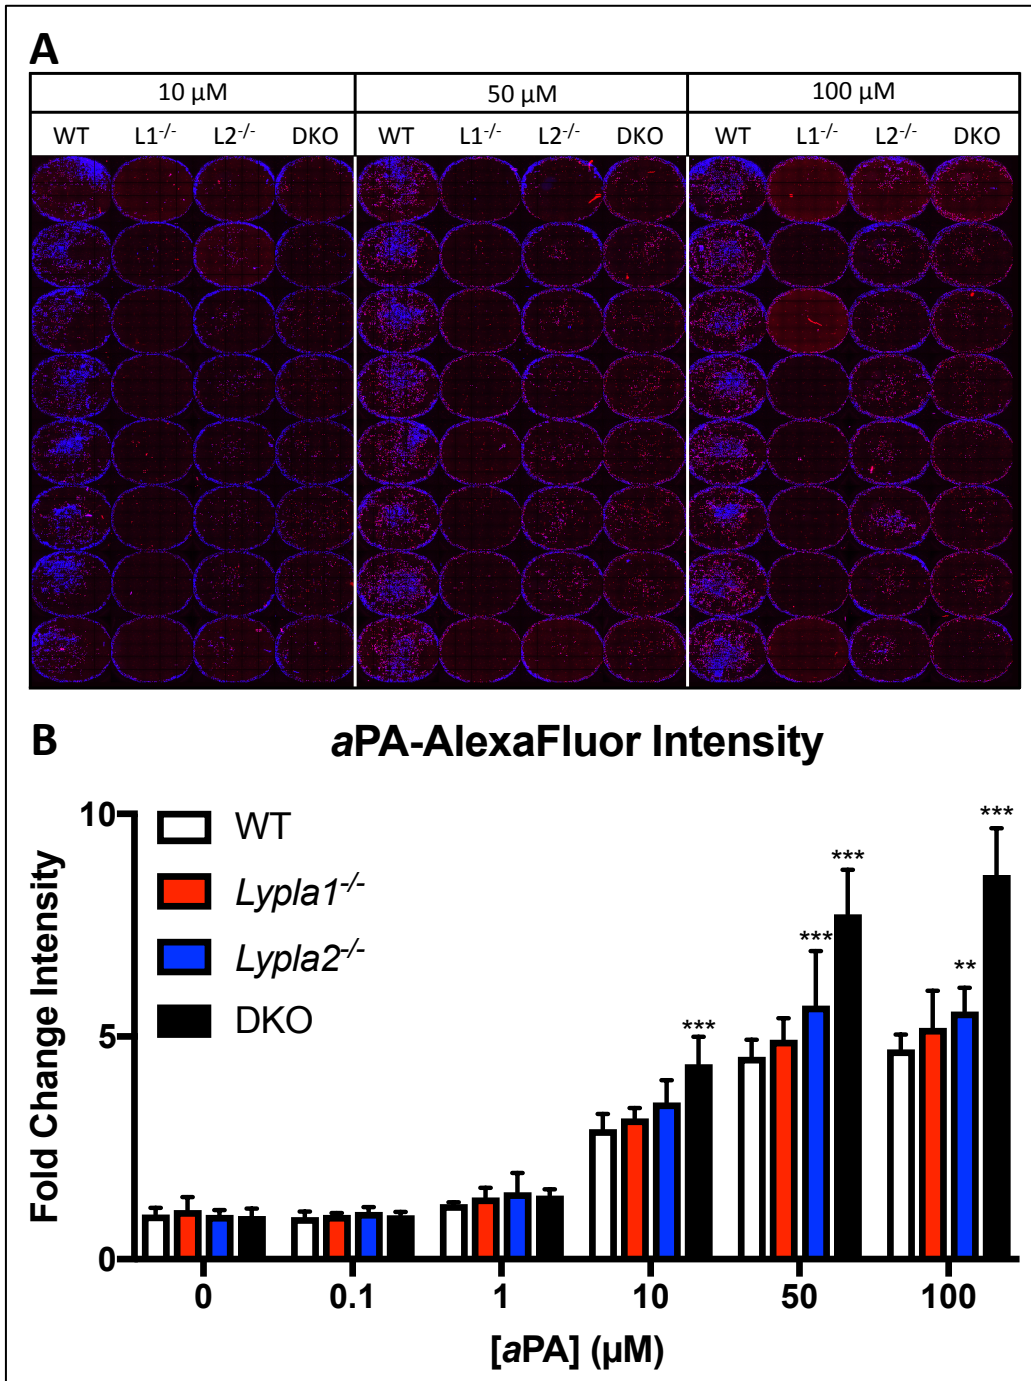 A
10 µM 50 µM 100 µM
WT L1-/- L2-/- DKO WT L1-/- L2-/- DKO WT L1-/- L2-/- DKO
B aPA-AlexaFluor Intensity
Fold Change Intensity
10
5
0
WT
Lypla1-/-
Lypla2-/-
DKO
*** *** *** ** ***
0 0.1 1 10 50 100
[aPA] (µM)